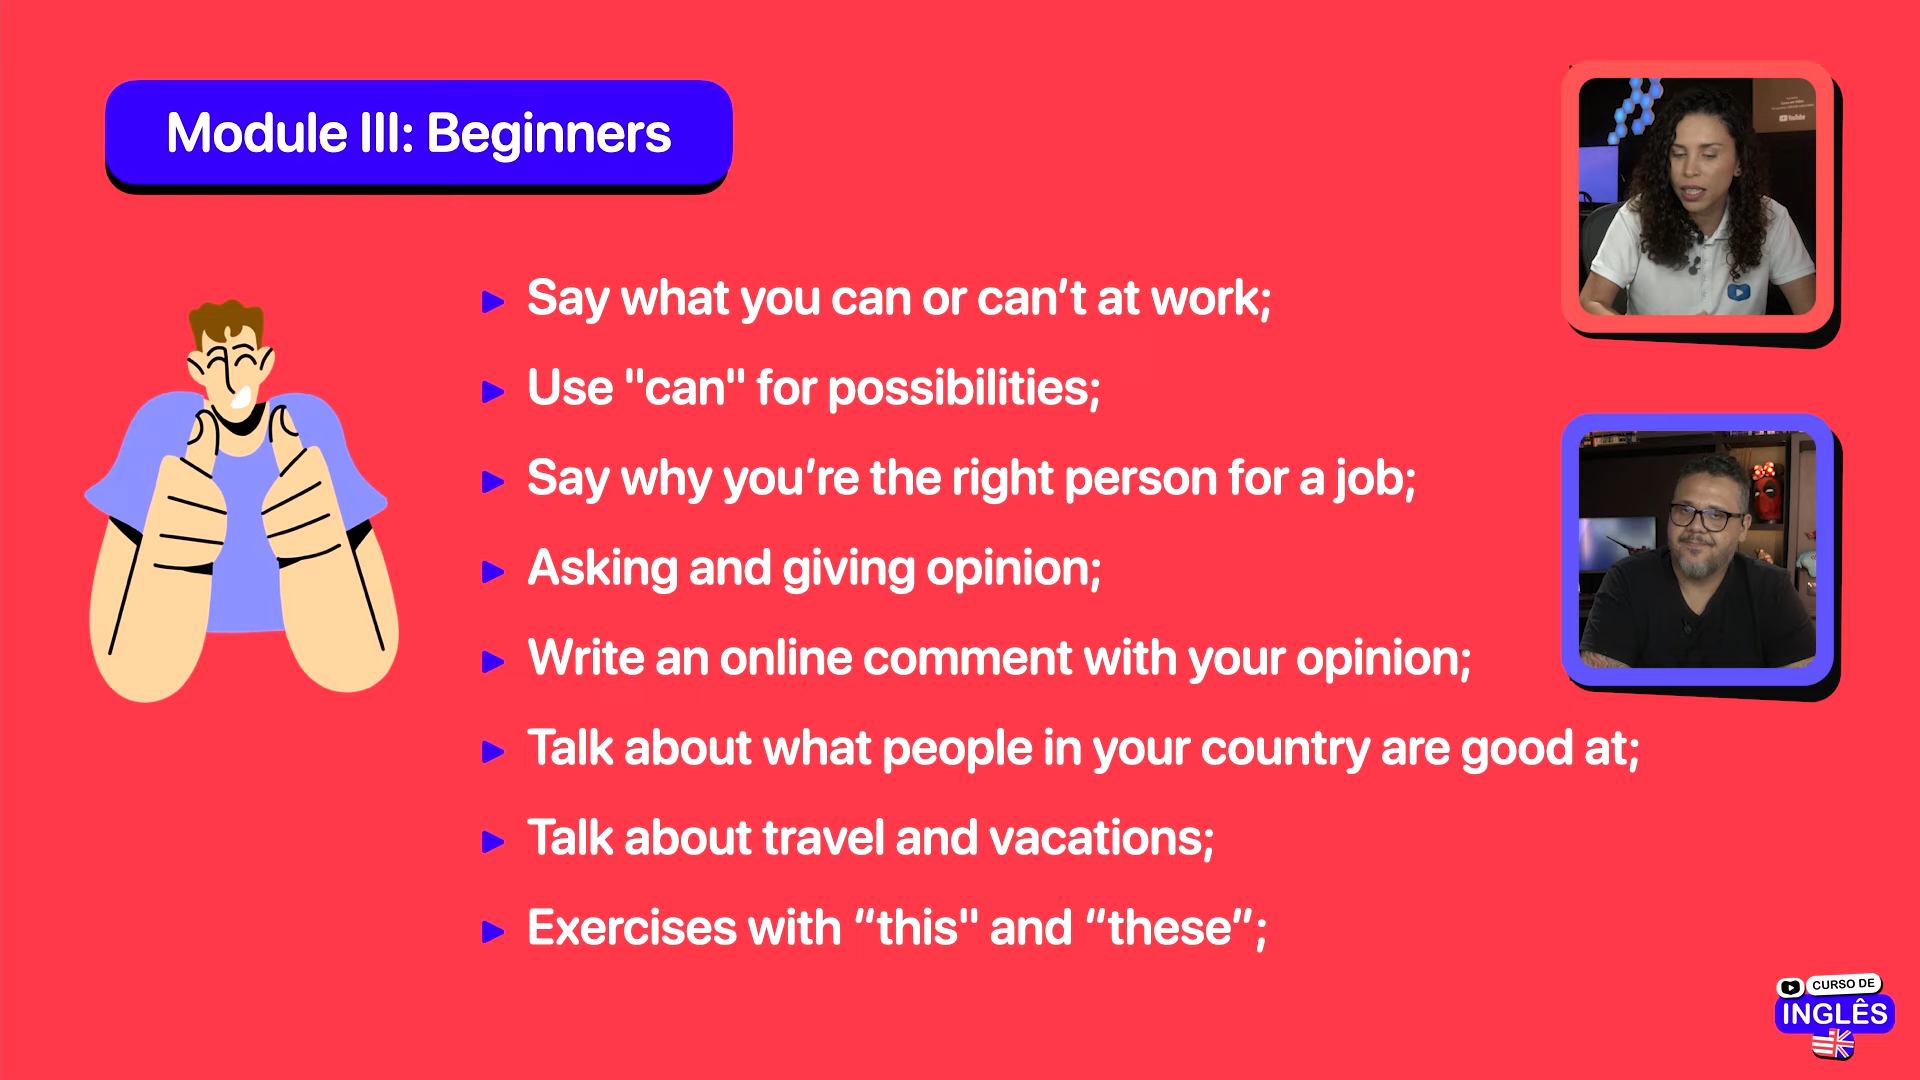 Module III: Beginners
Say what you can or can’t at work;
Use "can" for possibilities;
Say why you’re the right person for a job;
Asking and giving opinion;
Write an online comment with your opinion;
Talk about what people in your country are good at;
Talk about travel and vacations;
Exercises with “this" and “these”;
YouTube
CURSO DE
INGLÊS